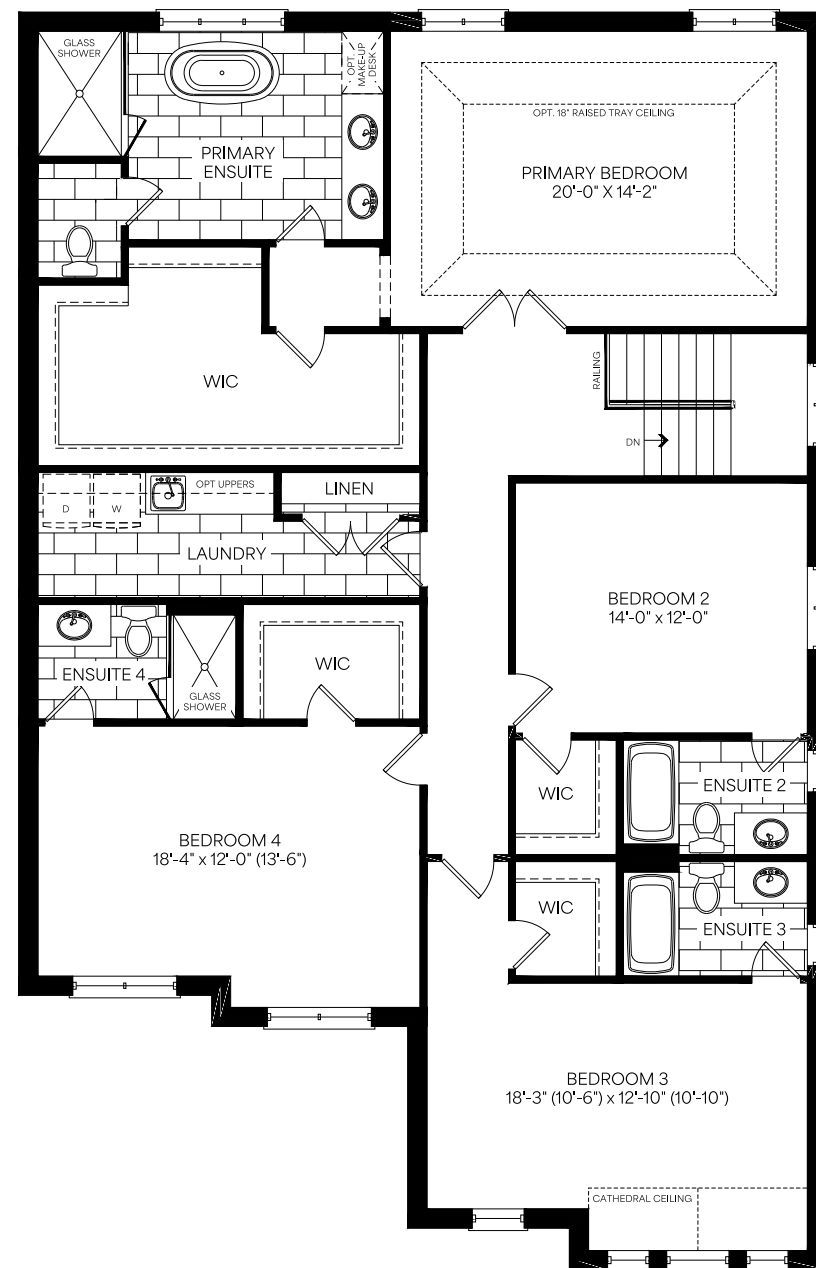 GLASS
SHOWER
OPT.
MAKE-UP
DESK
PRIMARY
ENSUITE
OPT. 18" RAISED TRAY CEILING
PRIMARY BEDROOM
20'-0" X 14'-2"
WIC
RAILING
DN
D
W
OPT UPPERS
LINEN
LAUNDRY
BEDROOM 2
14'-0" x 12'-0"
ENSUITE 4
GLASS
SHOWER
WIC
WIC
ENSUITE 2
BEDROOM 4
18'-4" x 12'-0" (13'-6")
WIC
ENSUITE 3
BEDROOM 3
18'-3" (10'-6") x 12'-10" (10'-10")
CATHEDRAL CEILING